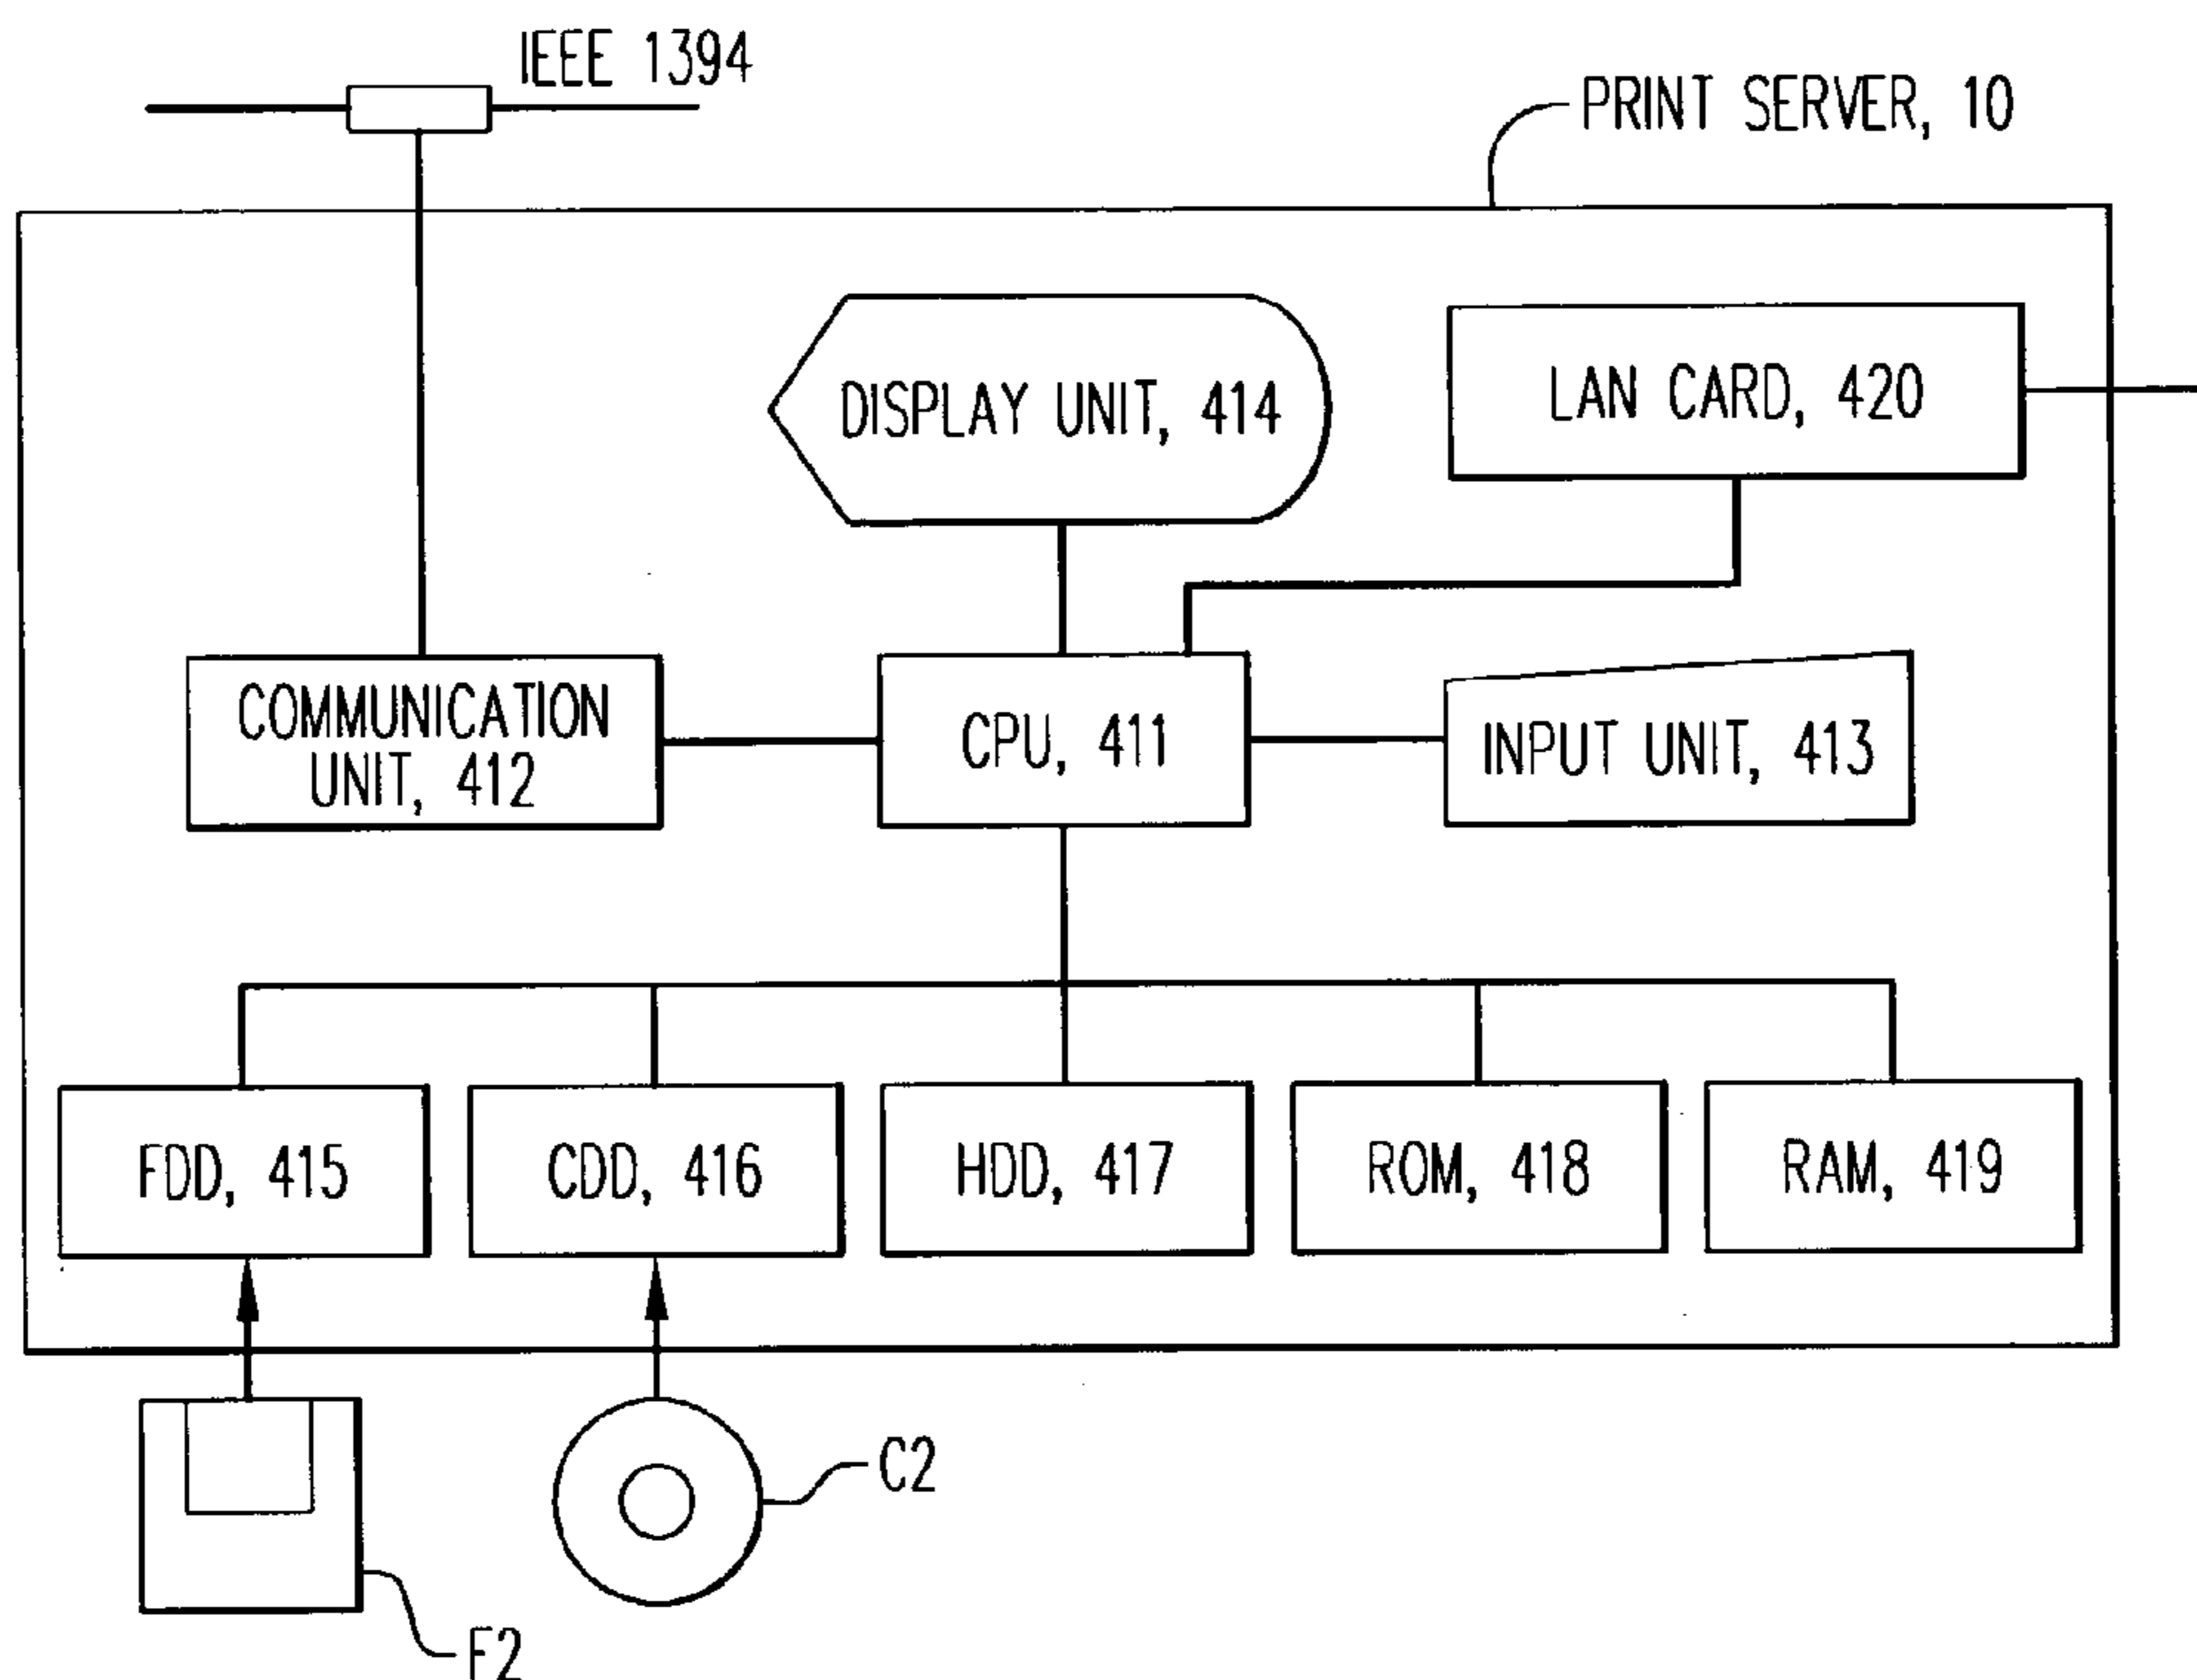 IEEE 1394
PRINT SERVER, 10
DISPLAY UNIT, 414
LAN CARD, 420
COMMUNICATION
UNIT, 412
CPU, 411
INPUT UNIT, 413
FDD, 415
CDD, 416
HDD, 417
ROM, 418
RAM, 419
C2
F2